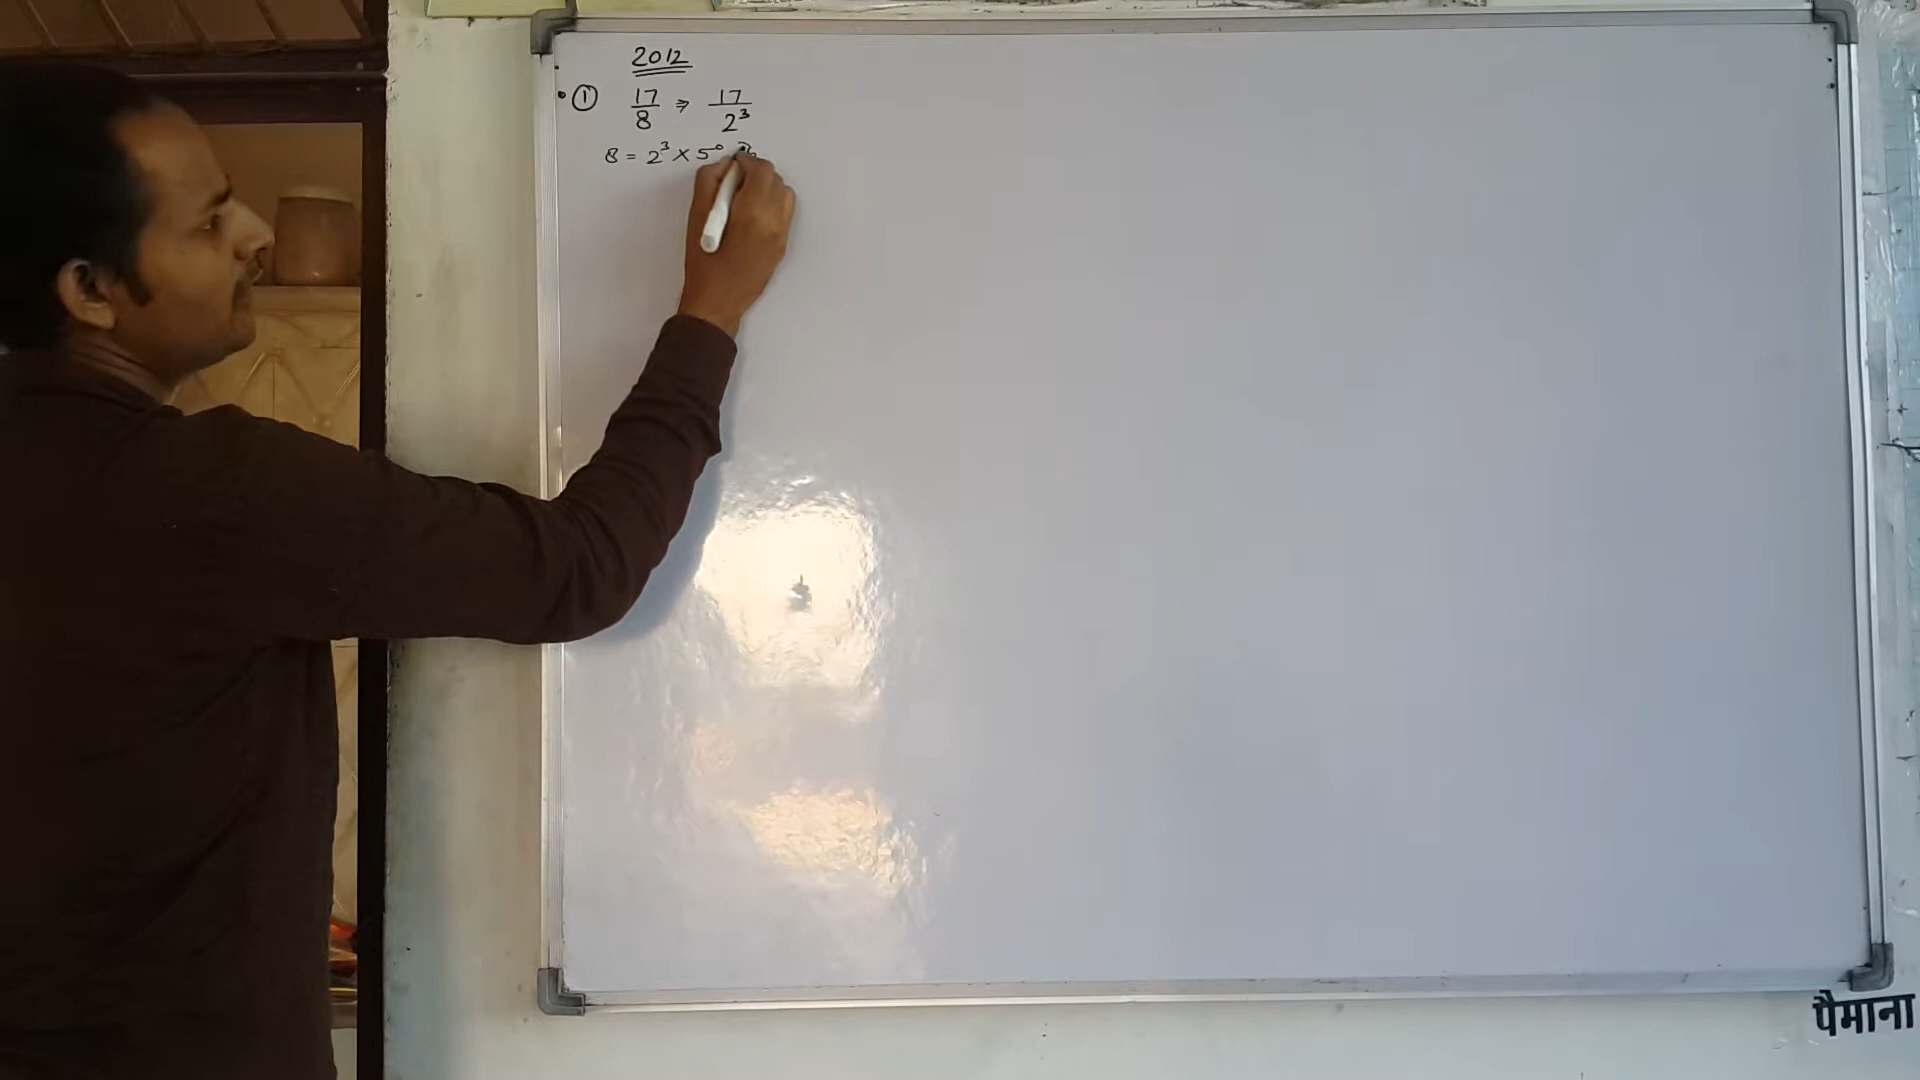 2012
① 17/8 ⇒ 17/2³
8 = 2³ × 5⁰
पैमाना